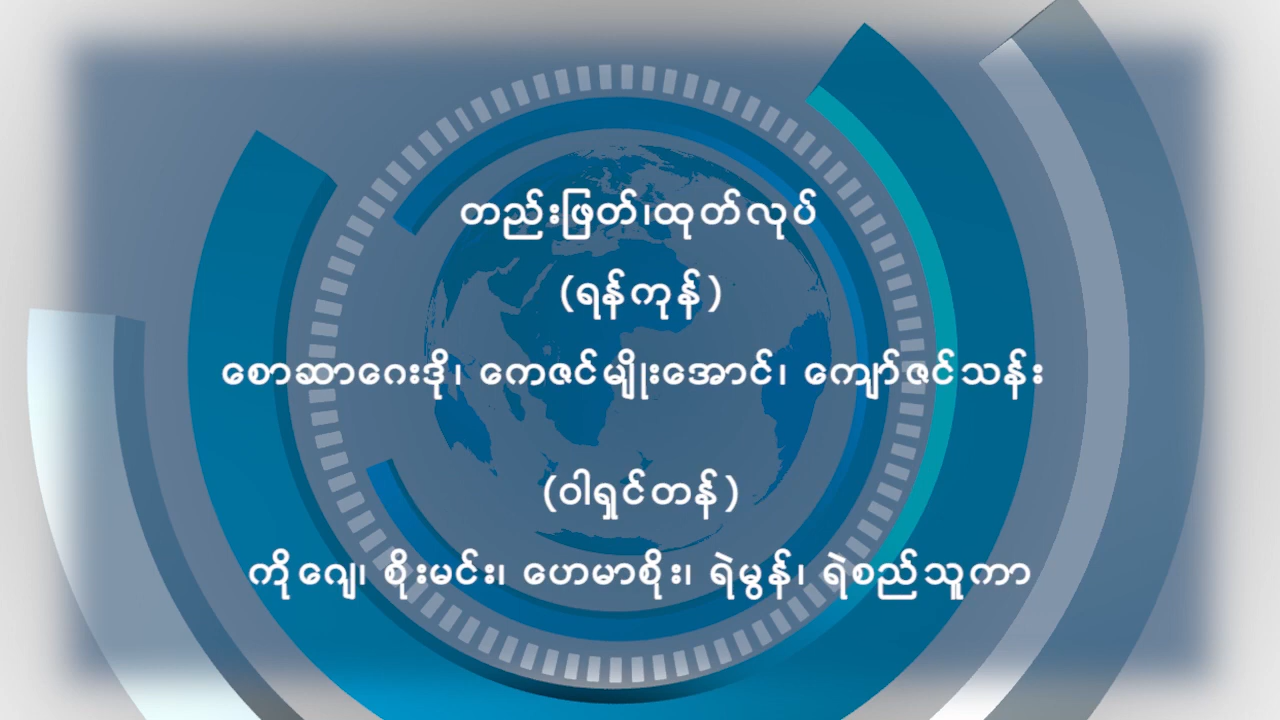 တည်းဖြတ်၊ထုတ်လုပ်
(ရန်ကုန်)
စောဆာဂေးဒို၊ ကေဇင်မျိုးအောင်၊ ကျော်ဇင်သန်း
(ဝါရှင်တန်)
ကိုဂျေ၊ စိုးမင်း၊ ဟေမာစိုး၊ ရဲမွန်၊ ရဲစည်သူကာ